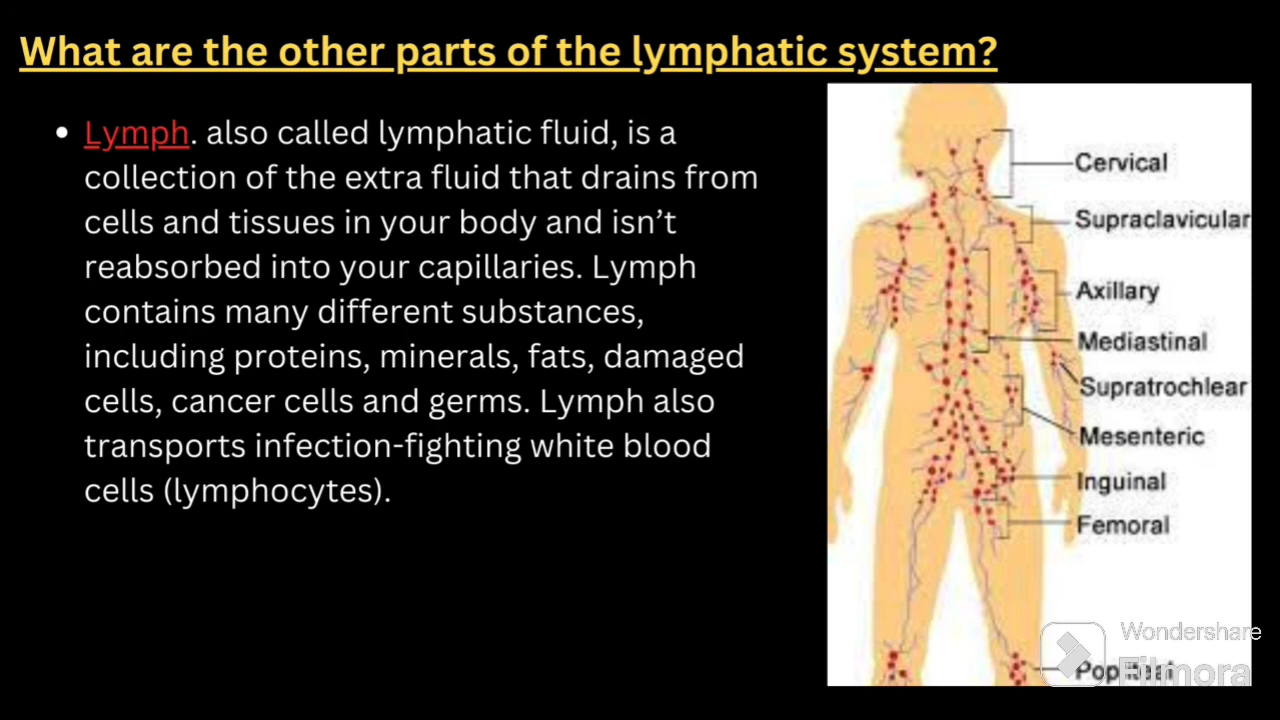 What are the other parts of the lymphatic system?
• Lymph. also called lymphatic fluid, is a
collection of the extra fluid that drains from
cells and tissues in your body and isn’t
reabsorbed into your capillaries. Lymph
contains many different substances,
including proteins, minerals, fats, damaged
cells, cancer cells and germs. Lymph also
transports infection-fighting white blood
cells (lymphocytes).
Cervical
Supraclavicular
Axillary
Mediastinal
Supratrochlear
Mesenteric
Inguinal
Femoral
Popliteal
Wondershare
Filmora